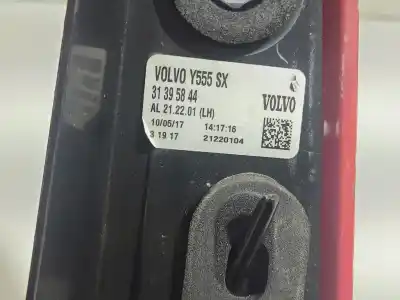 VOLVO Y555 SX
31 39 58 44
VOLVO
AL 21.22.01 (LH)
10/05/17 14:17:16
3 19 17 21220104